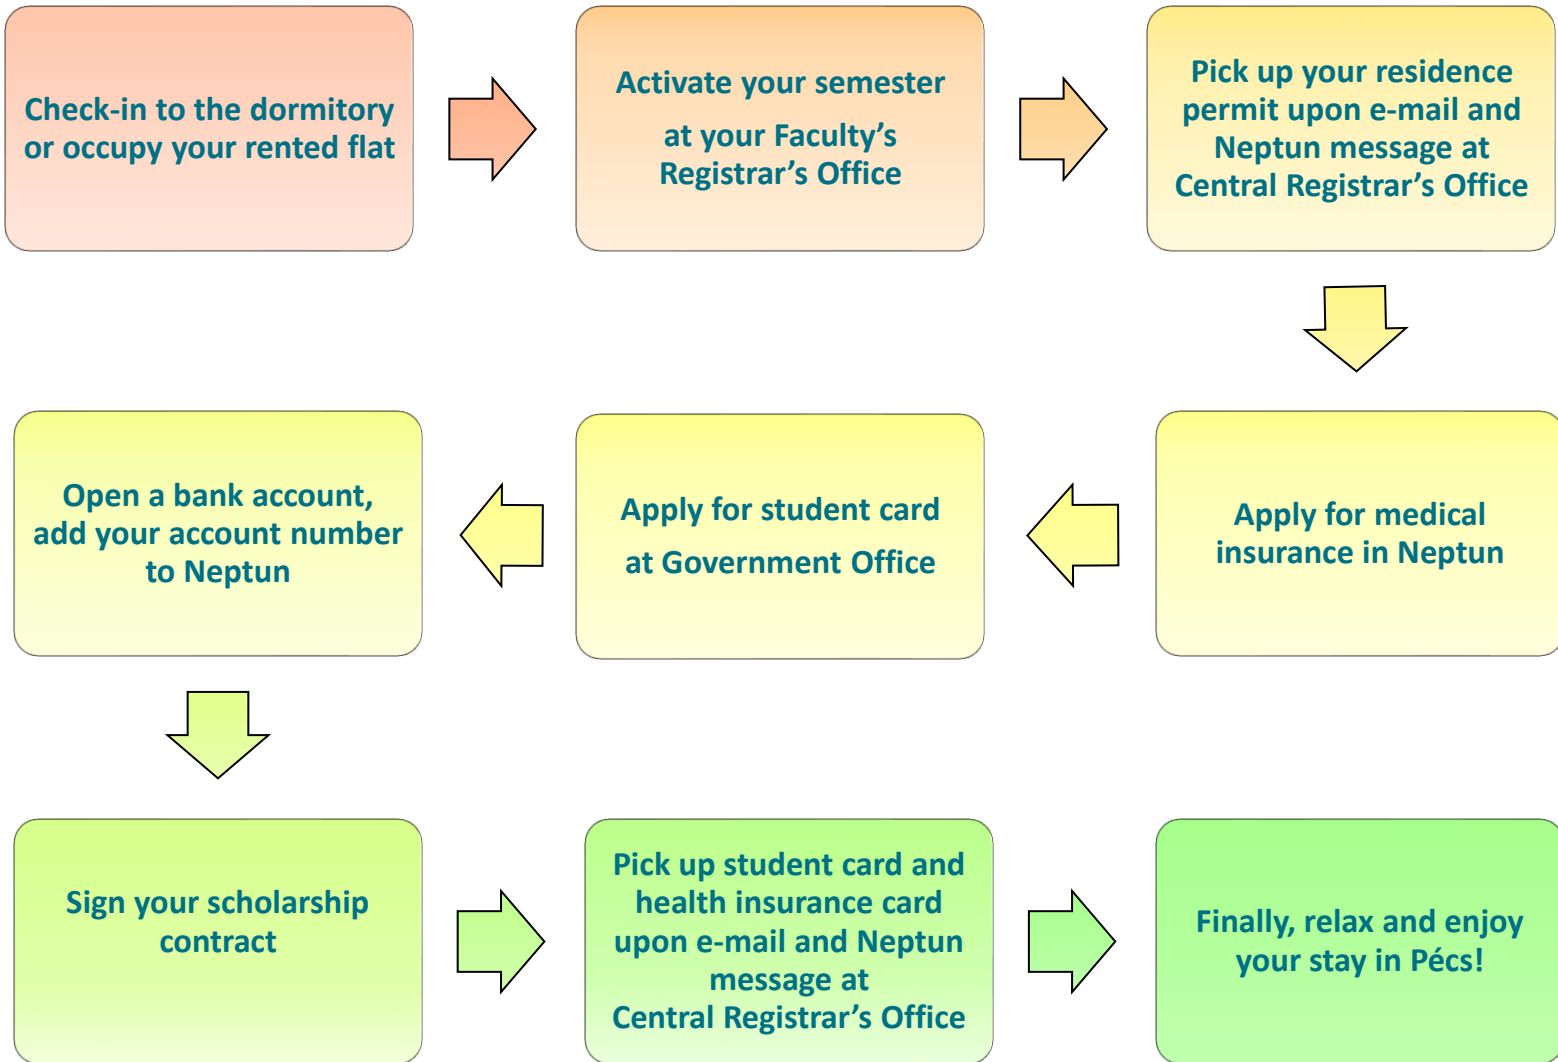 Check-in to the dormitory
or occupy your rented flat
Activate your semester
at your Faculty’s
Registrar’s Office
Pick up your residence
permit upon e-mail and
Neptun message at
Central Registrar’s Office
Apply for medical
insurance in Neptun
Apply for student card
at Government Office
Open a bank account,
add your account number
to Neptun
Sign your scholarship
contract
Pick up student card and
health insurance card
upon e-mail and Neptun
message at
Central Registrar’s Office
Finally, relax and enjoy
your stay in Pécs!